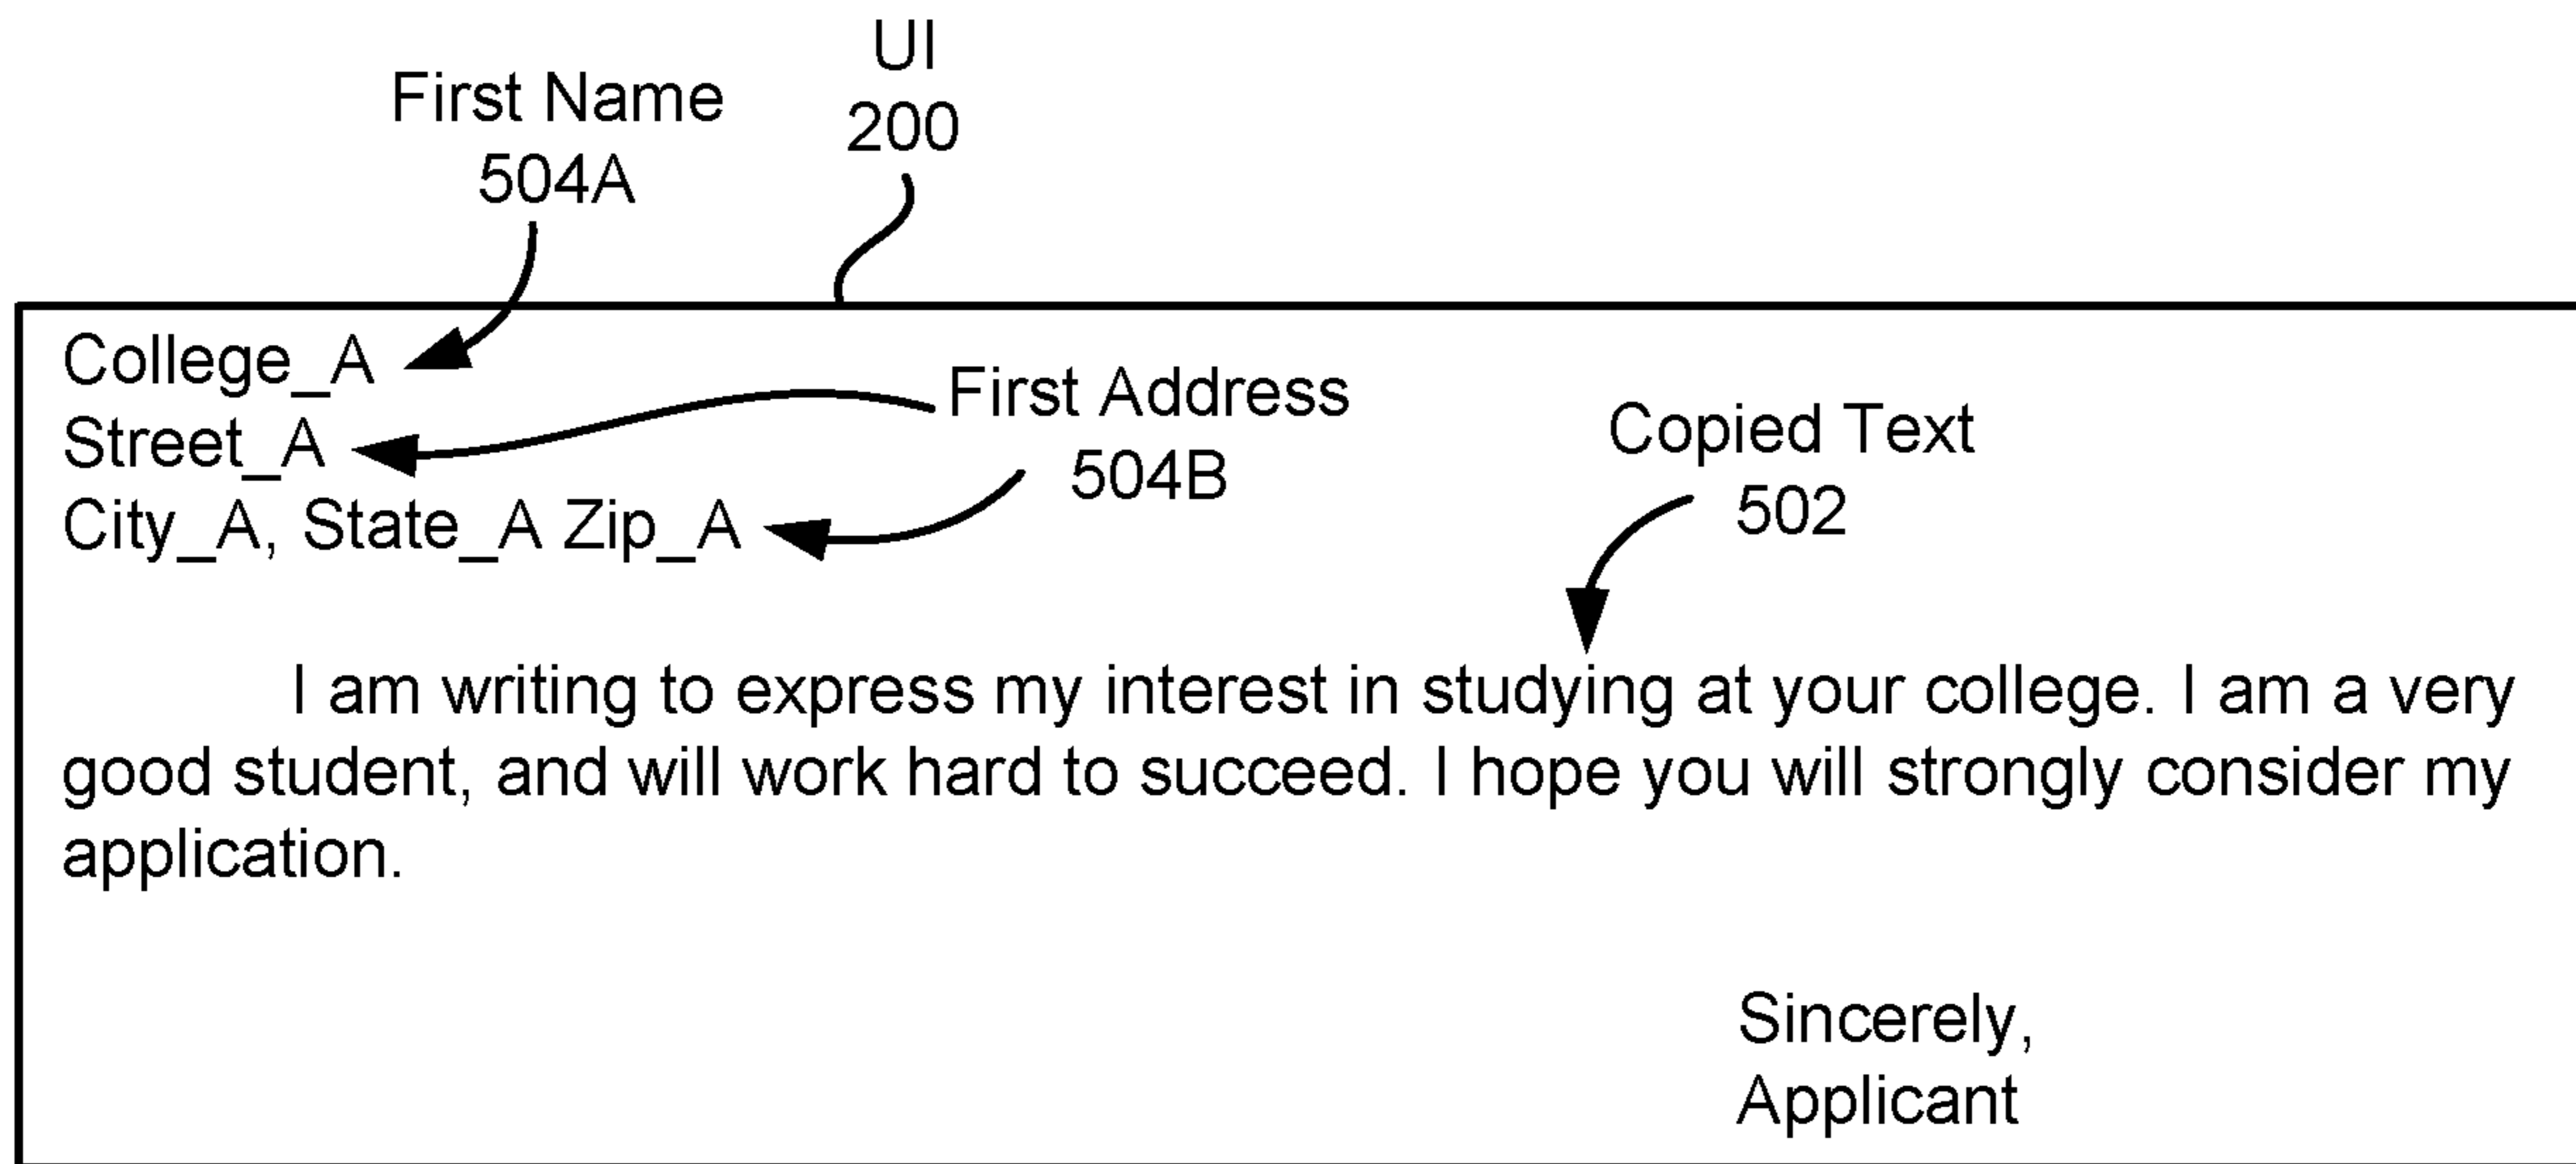 UI
200
First Name
504A
College_A
Street_A
City_A, State_A Zip_A
First Address
504B
Copied Text
502
I am writing to express my interest in studying at your college. I am a very
good student, and will work hard to succeed. I hope you will strongly consider my
application.
Sincerely,
Applicant